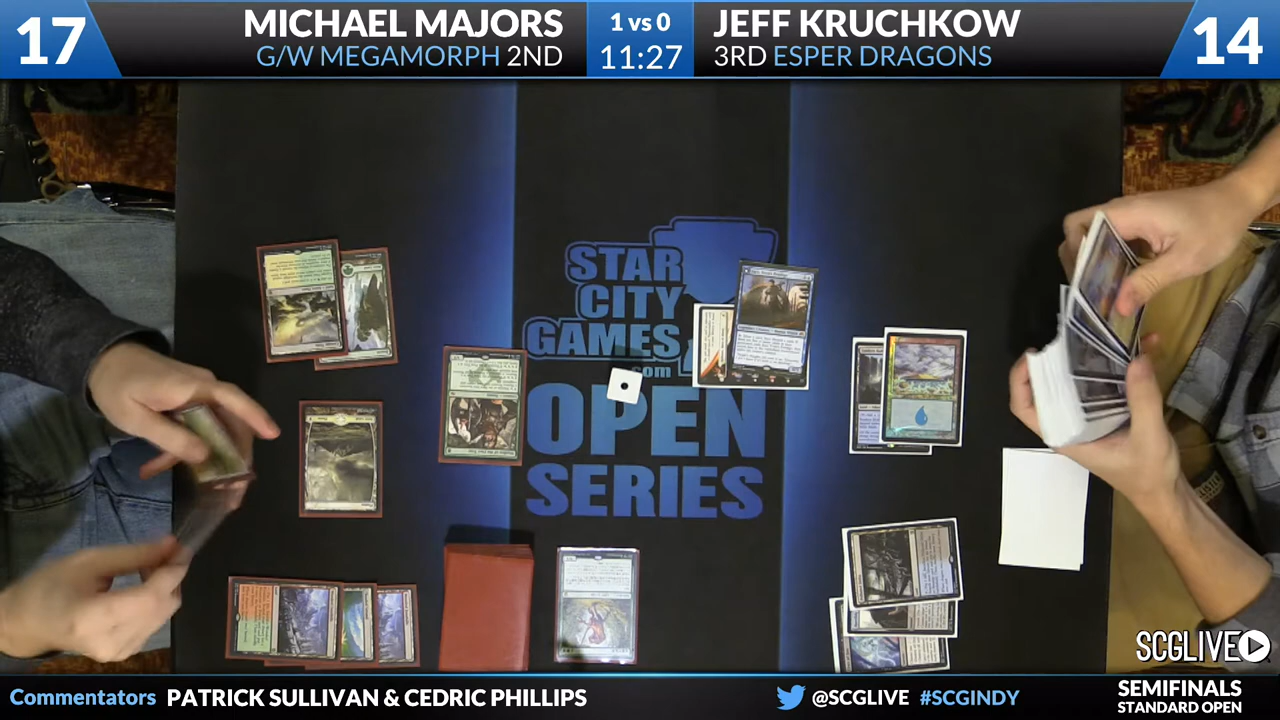 17
MICHAEL MAJORS
G/W MEGAMORPH 2ND
1 vs 0
11:27
JEFF KRUCHKOW
3RD ESPER DRAGONS
14
STAR
CITY
GAMES
.com
OPEN
SERIES
SCGLIVE
Commentators PATRICK SULLIVAN & CEDRIC PHILLIPS
@SCGLIVE #SCGINDY
SEMIFINALS
STANDARD OPEN